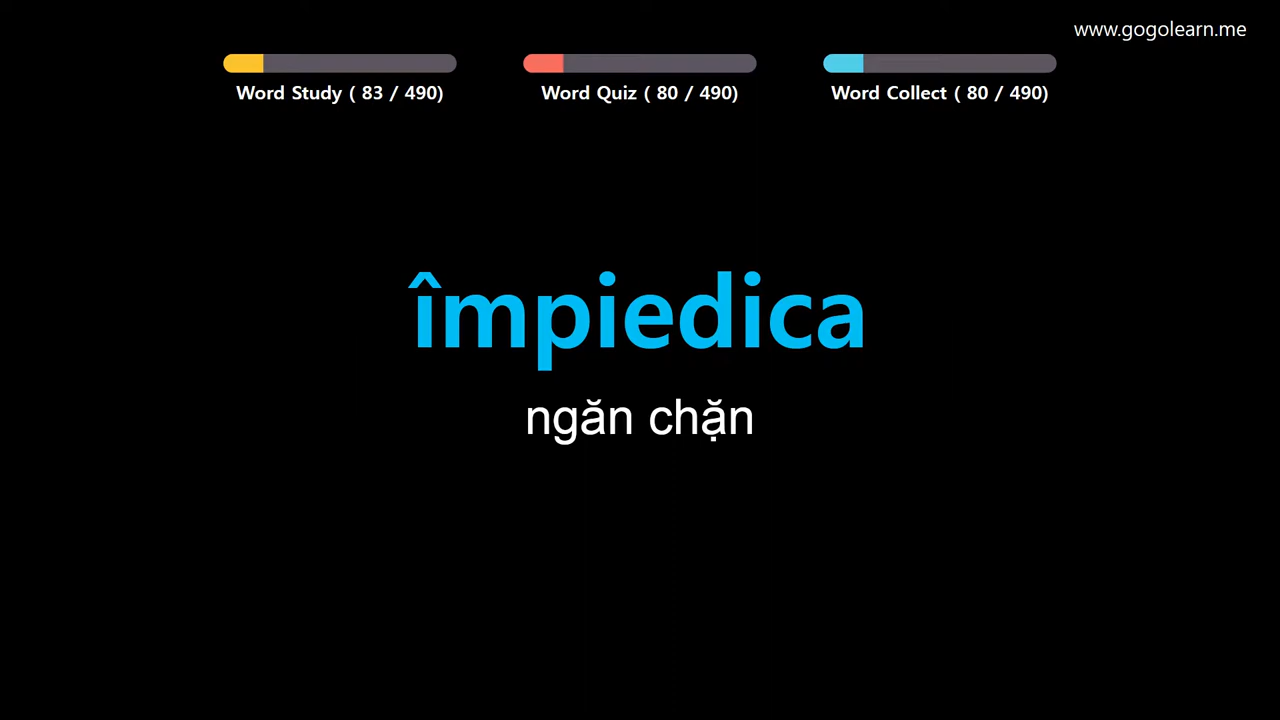 www.gogolearn.me
Word Study ( 83 / 490)
Word Quiz ( 80 / 490)
Word Collect ( 80 / 490)
împiedica
ngăn chặn